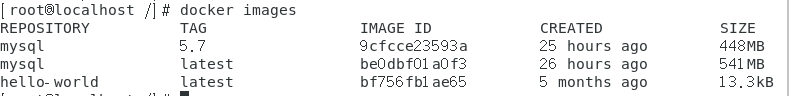 [root@localhost /]# docker images
REPOSITORY TAG IMAGE ID CREATED SIZE
mysql 5.7 9cfcce23593a 25 hours ago 448MB
mysql latest be0dbf01a0f3 26 hours ago 541MB
hello-world latest bf756fb1ae65 5 months ago 13.3kB
[root@localhost /]#